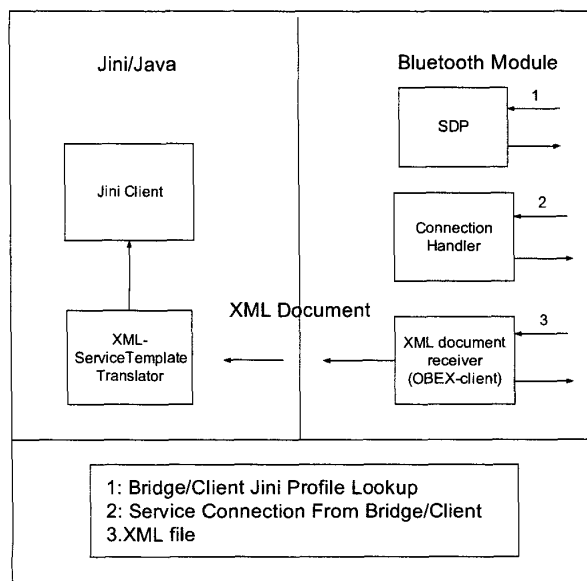 Jini/Java
Bluetooth Module
1
SDP
Jini Client
2
Connection
Handler
XML Document
XML-
ServiceTemplate
Translator
3
XML document
receiver
(OBEX-client)
1: Bridge/Client Jini Profile Lookup
2: Service Connection From Bridge/Client
3.XML file